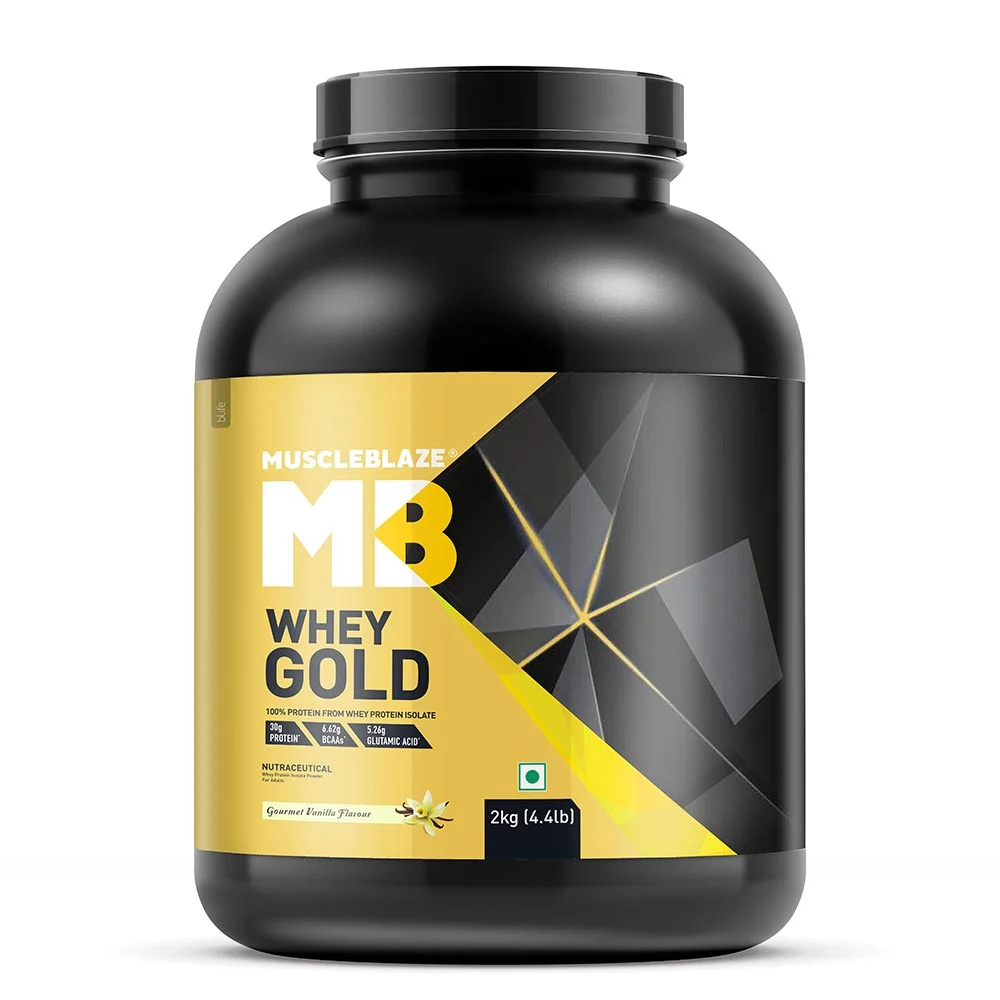 bLife
MUSCLEBLAZE®
MB
WHEY
GOLD
100% PROTEIN FROM WHEY PROTEIN ISOLATE
30g
PROTEIN*
6.62g
BCAAs*
5.26g
GLUTAMIC ACID*
NUTRACEUTICAL
Whey Protein Isolate Powder
For Adults
Gourmet Vanilla Flavour
2kg (4.4lb)